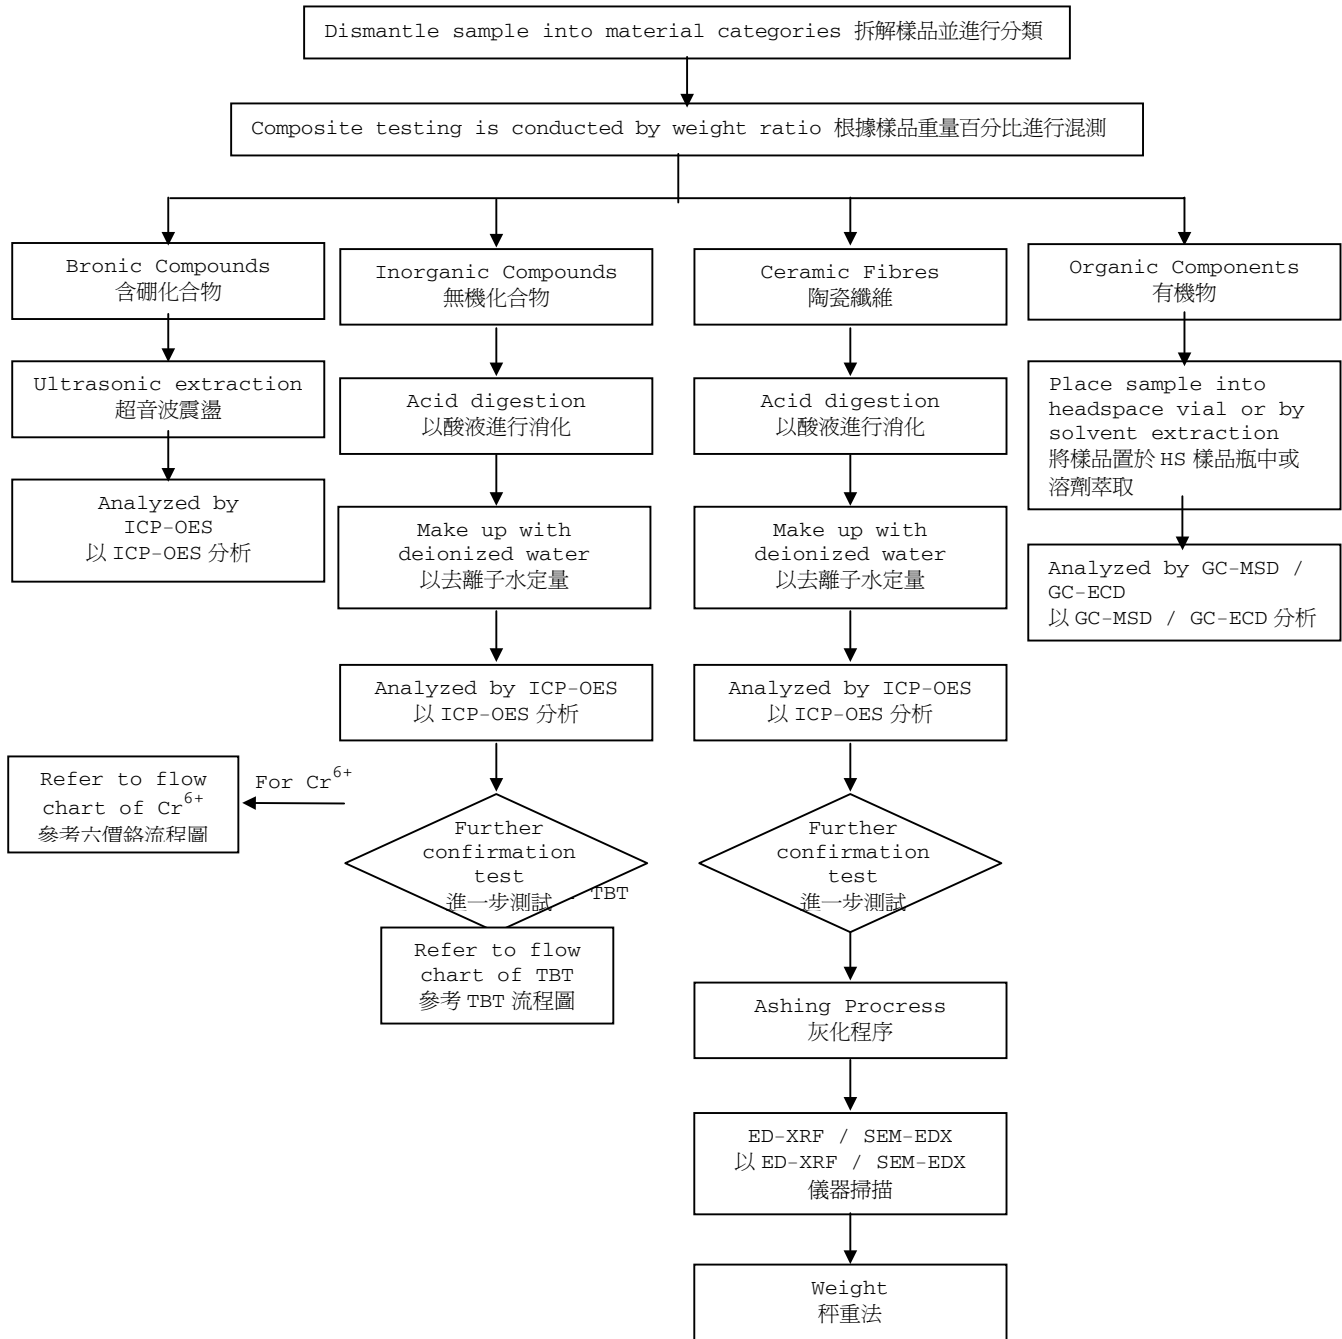 Dismantle sample into material categories 拆解樣品並進行分類
Composite testing is conducted by weight ratio 根據樣品重量百分比進行混測
Bronic Compounds
含硼化合物
Ultrasonic extraction
超音波震盪
Analyzed by
ICP-OES
以 ICP-OES 分析
Inorganic Compounds
無機化合物
Acid digestion
以酸液進行消化
Make up with
deionized water
以去離子水定量
Analyzed by ICP-OES
以 ICP-OES 分析
Further
confirmation
test
進一步測試
For Cr6+
Refer to flow
chart of Cr6+
參考六價鉻流程圖
TBT
Refer to flow
chart of TBT
參考 TBT 流程圖
Ceramic Fibres
陶瓷纖維
Acid digestion
以酸液進行消化
Make up with
deionized water
以去離子水定量
Analyzed by ICP-OES
以 ICP-OES 分析
Further
confirmation
test
進一步測試
Ashing Procress
灰化程序
ED-XRF / SEM-EDX
以 ED-XRF / SEM-EDX
儀器掃描
Weight
秤重法
Organic Components
有機物
Place sample into
headspace vial or by
solvent extraction
將樣品置於 HS 樣品瓶中或
溶劑萃取
Analyzed by GC-MSD /
GC-ECD
以 GC-MSD / GC-ECD 分析